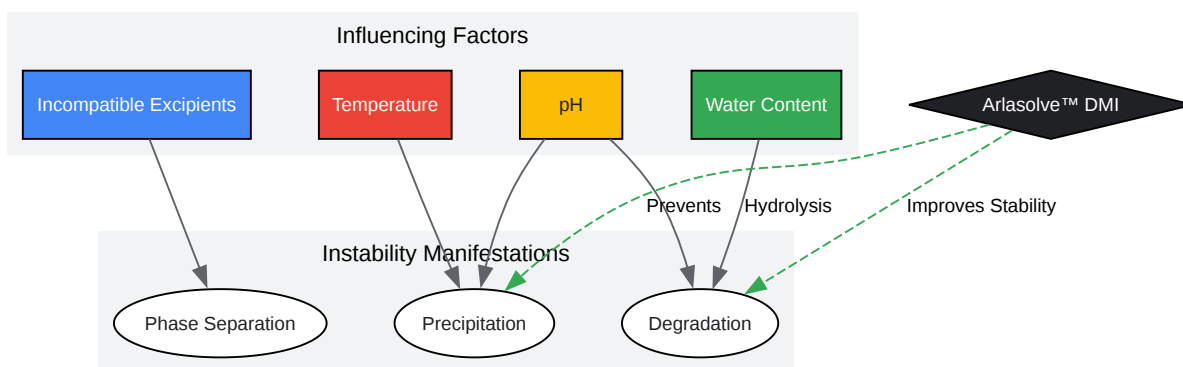 Influencing Factors
Incompatible Excipients
Temperature
pH
Water Content
Arlasolve™ DMI
Prevents
Hydrolysis
Improves Stability
Instability Manifestations
Phase Separation
Precipitation
Degradation